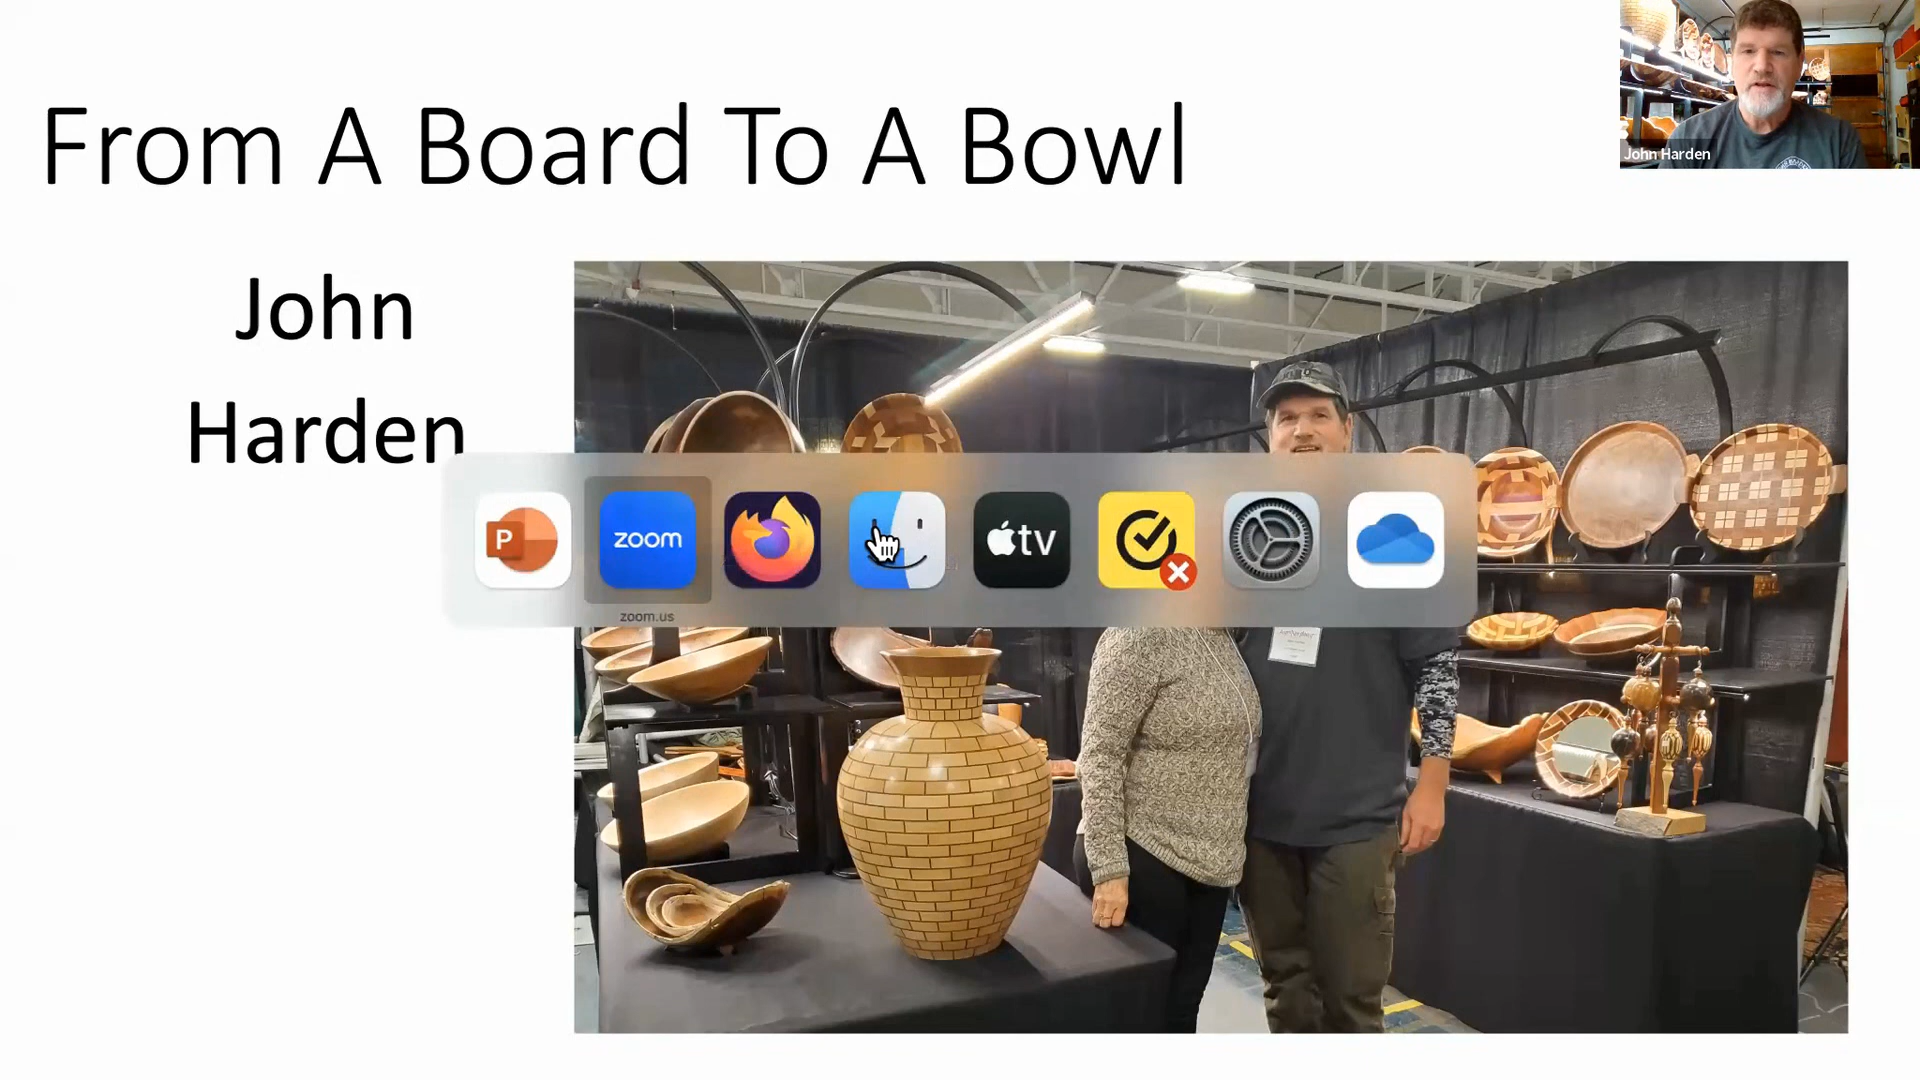 From A Board To A Bowl
John Harden
John
Harden
P
zoom
tv
zoom.us